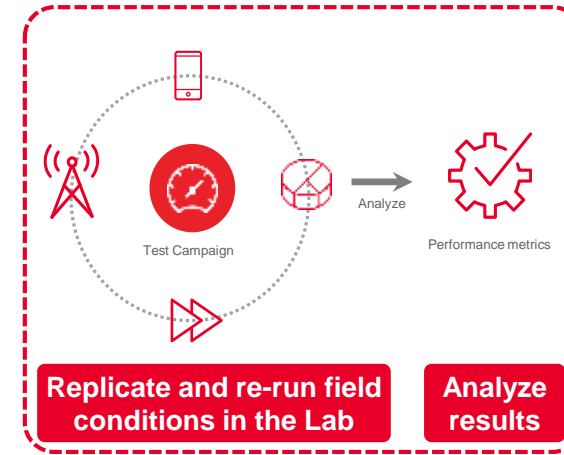 Analyze
Test Campaign
Performance metrics
Replicate and re-run field
conditions in the Lab
Analyze
results